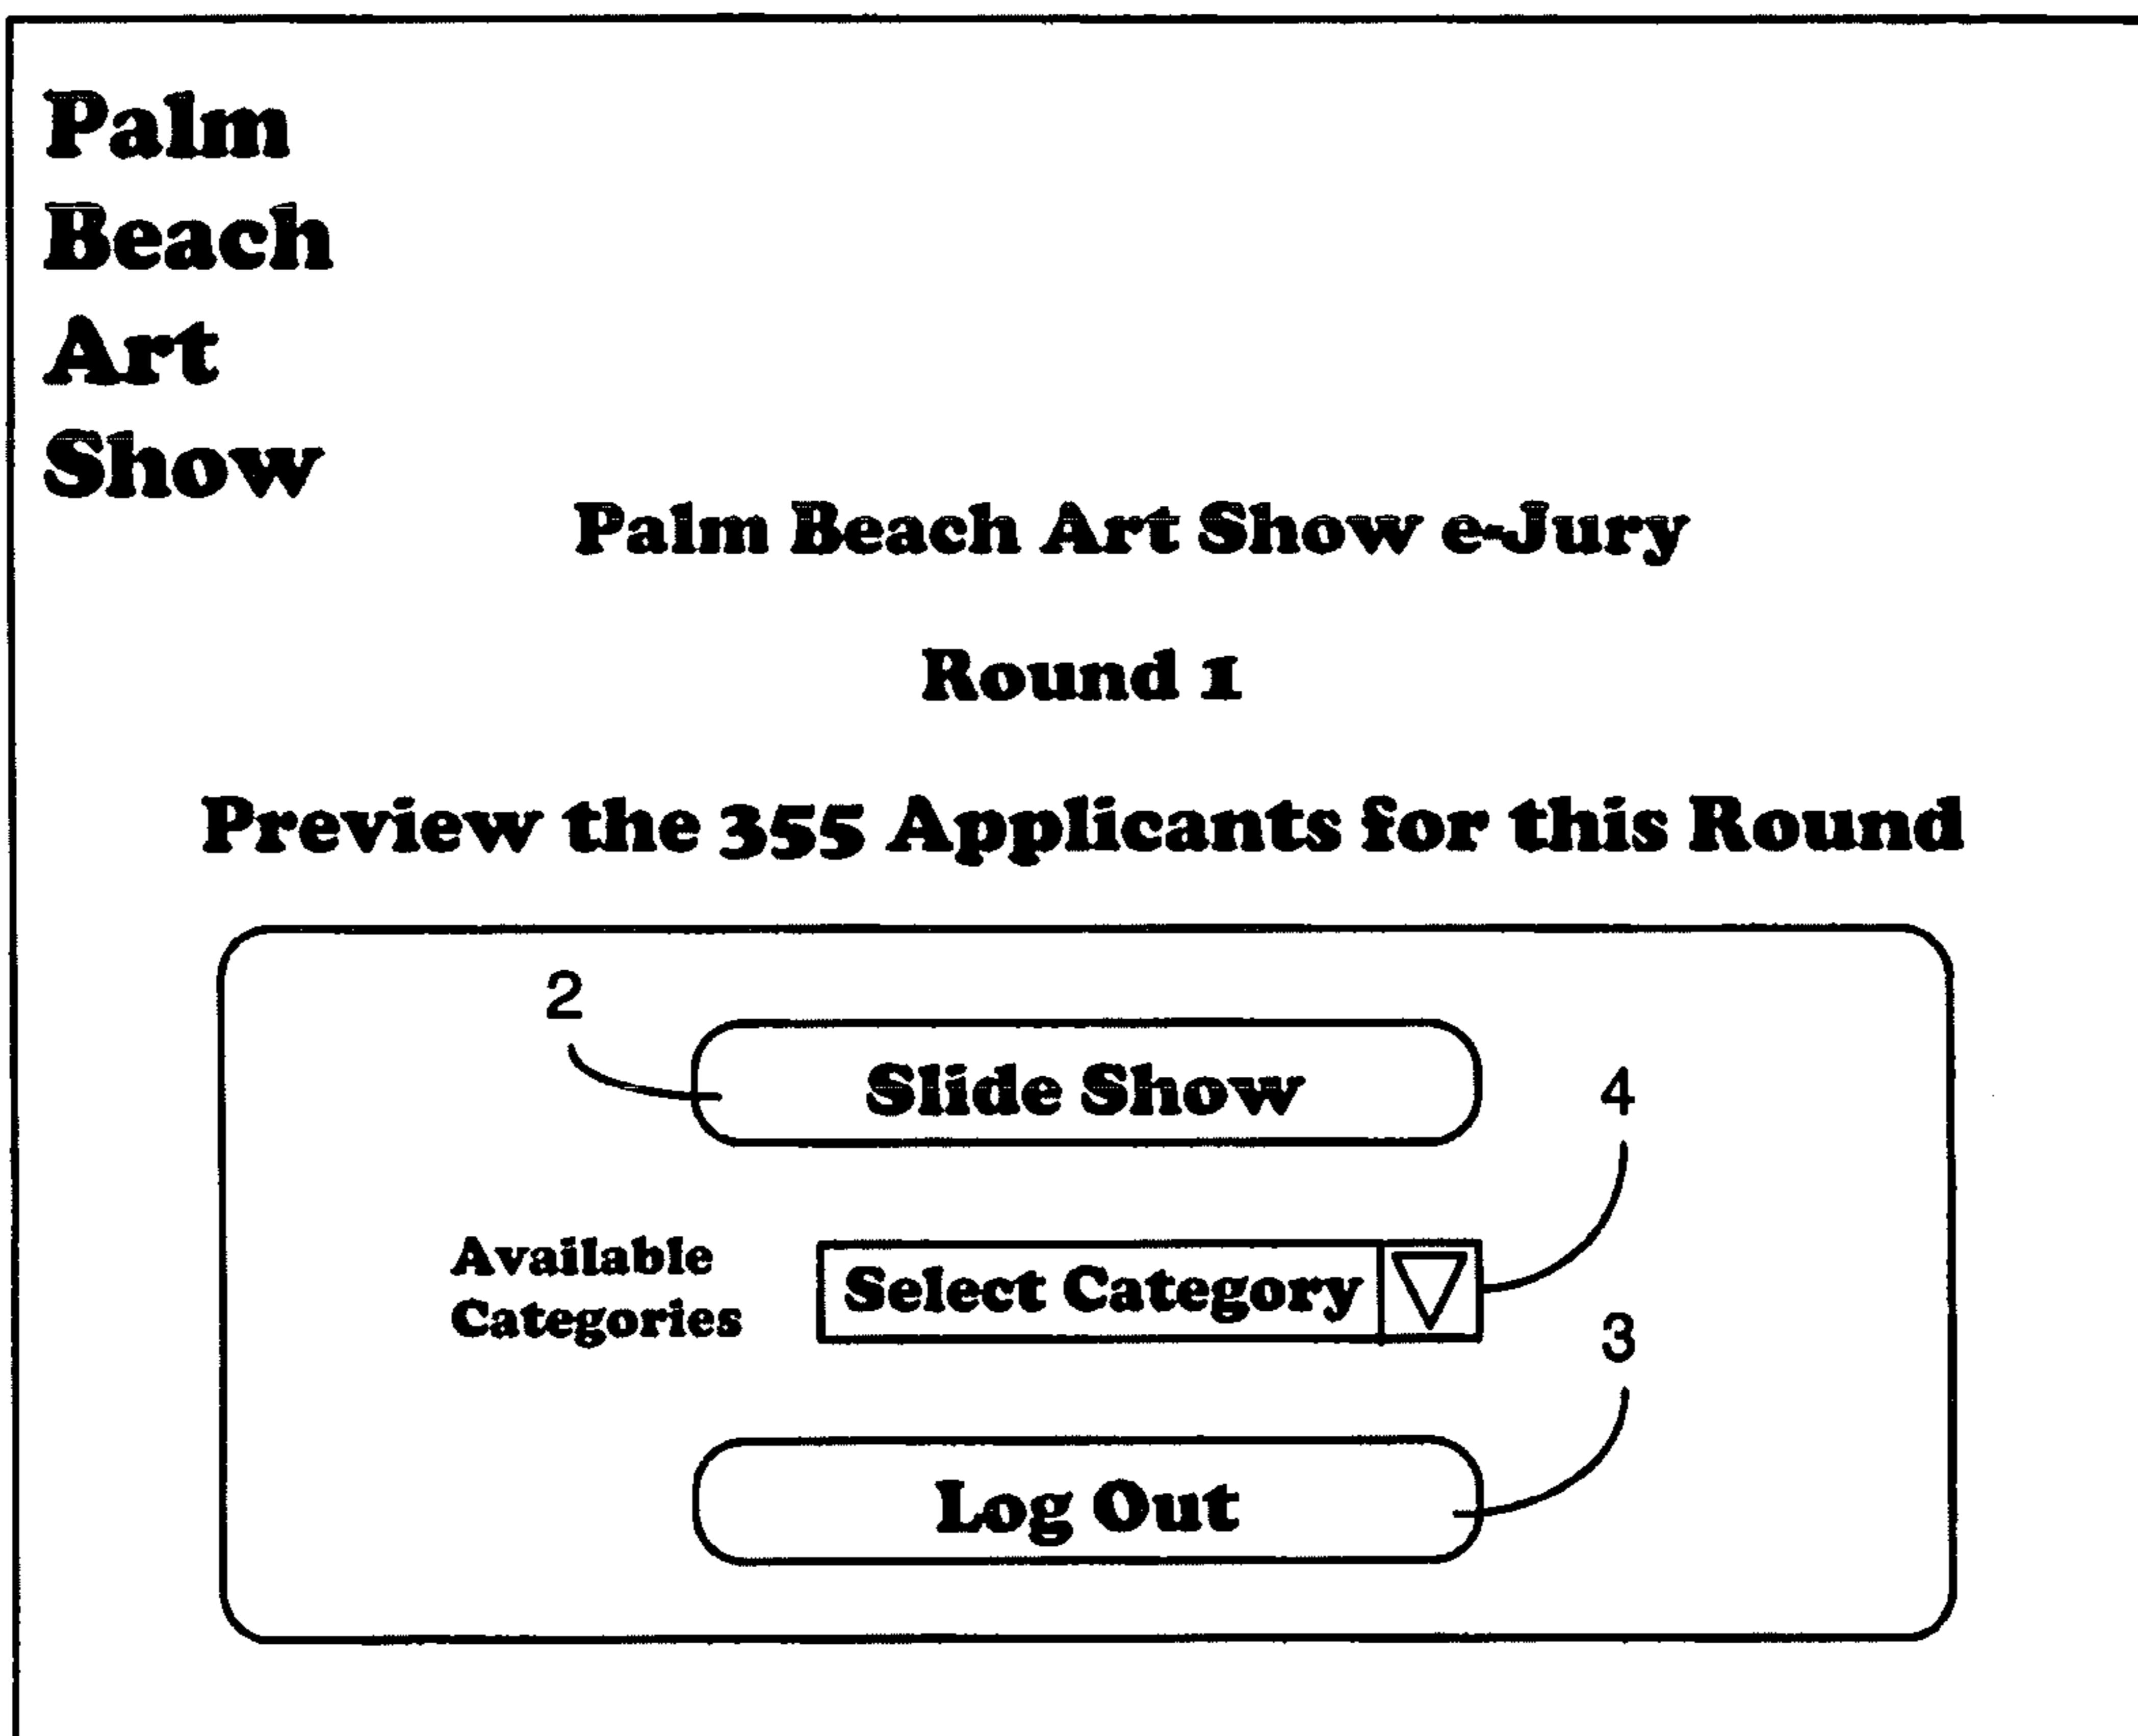 Palm
Beach
Art
Show
Palm Beach Art Show e-Jury
Round 1
Preview the 355 Applicants for this Round
2
Slide Show
4
Available
Categories
Select Category
3
Log Out